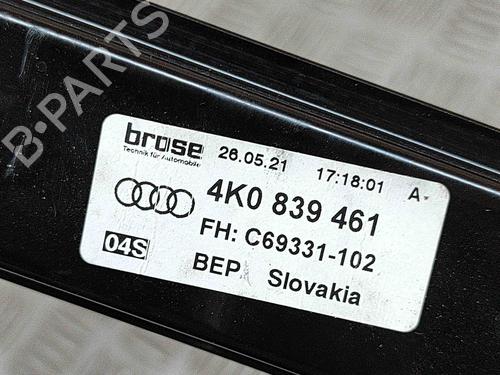 B-PARTS
brose 26.05.21 17:18:01 A
Technik für Automobile
4K0 839 461
FH: C69331-102
04S BEP Slovakia